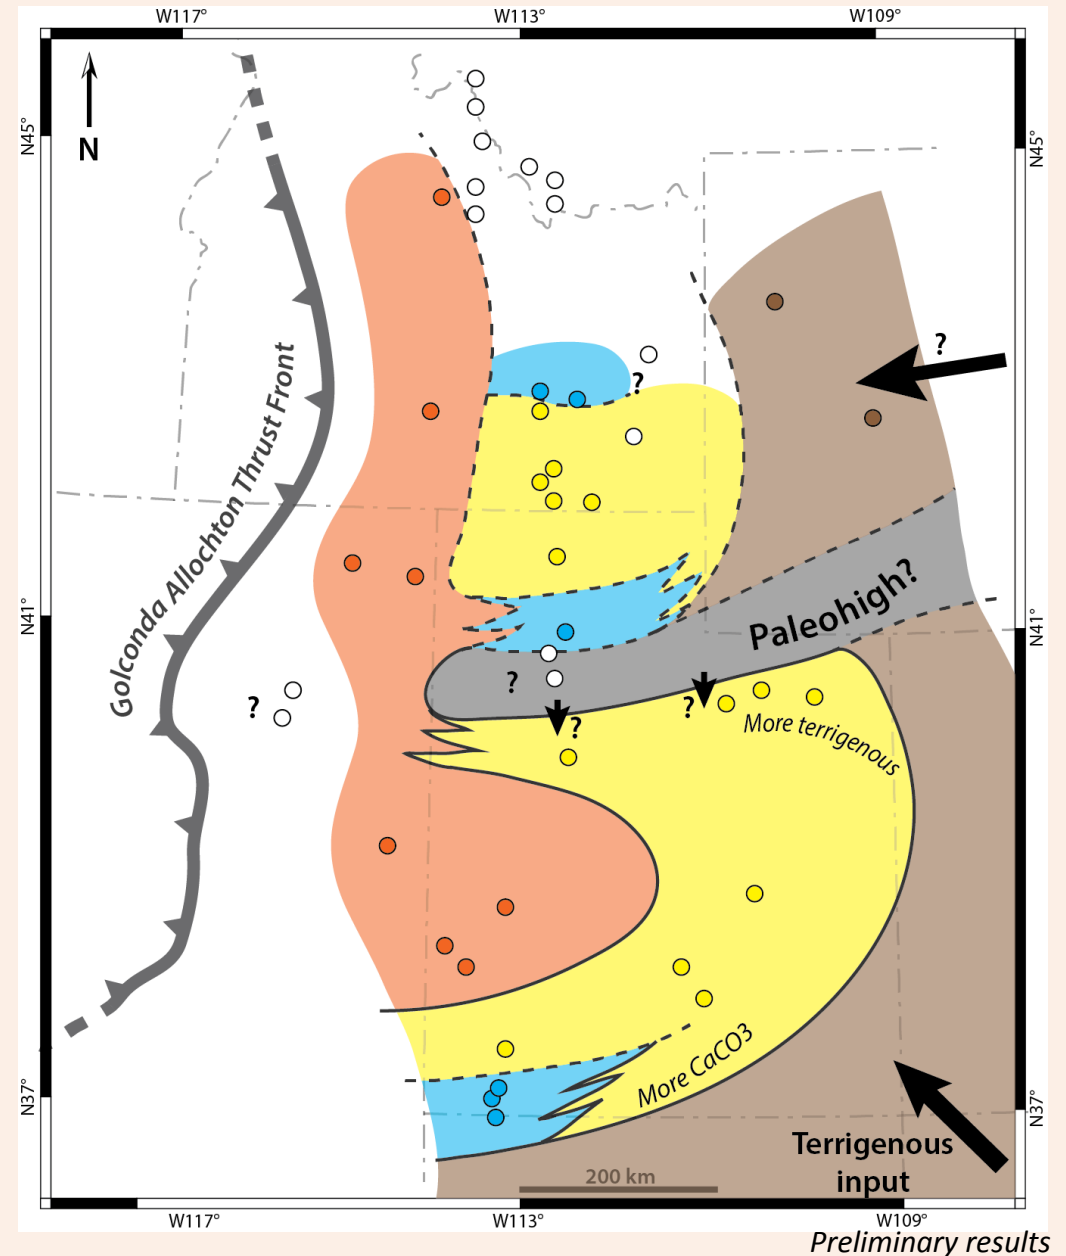 W117° W113° W109°
N45° N45°
N
?
?
Golconda Allochton Thrust Front
Paleohigh?
N41° N41°
?
?
?
?
More terrigenous
More CaCO3
N37° N37°
Terrigenous
input
200 km
W117° W113° W109°
Preliminary results